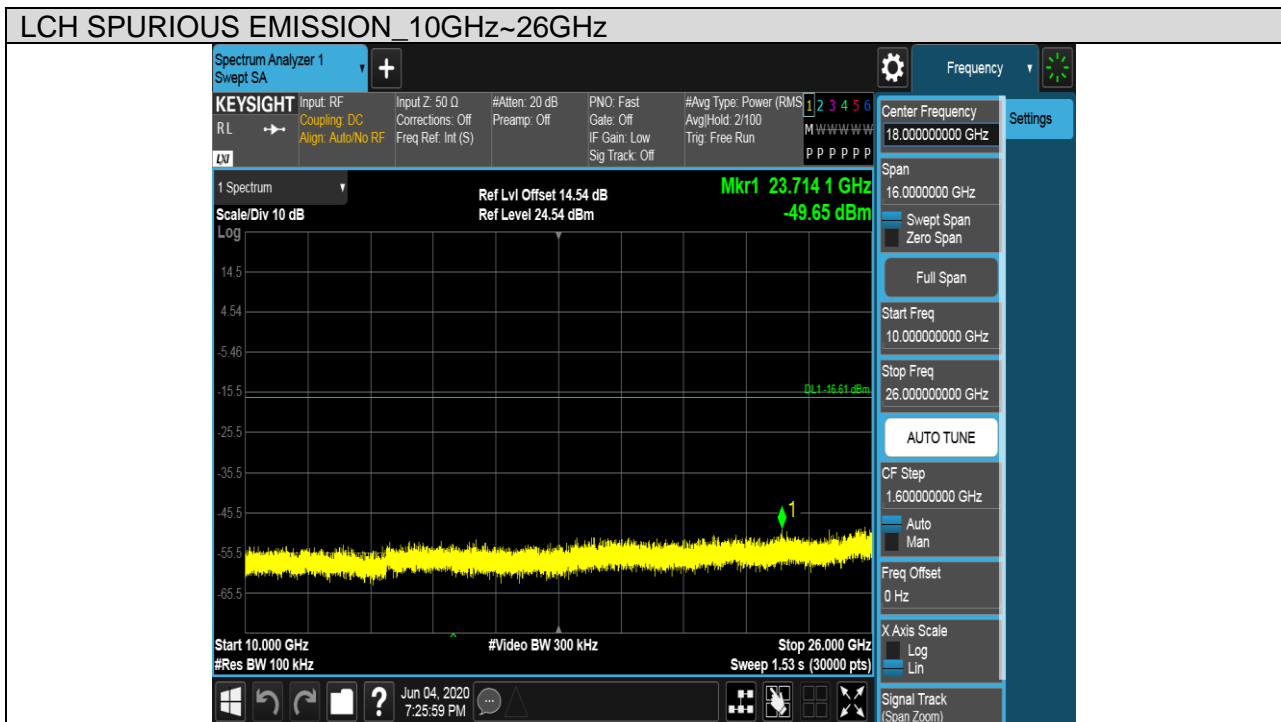 LCH SPURIOUS EMISSION_10GHz~26GHz
Spectrum Analyzer 1
Swept SA
Frequency
KEYSIGHT
RL
LXI
Input: RF
Coupling: DC
Align: Auto/No RF
Input Z: 50 Ω
Corrections: Off
Freq Ref: Int (S)
#Atten: 20 dB
Preamp: Off
PNO: Fast
Gate: Off
IF Gain: Low
Sig Track: Off
#Avg Type: Power (RMS
Avg|Hold: 2/100
Trig: Free Run
1 2 3 4 5 6
M W W W W W
P P P P P P
1 Spectrum
Scale/Div 10 dB
Ref Lvl Offset 14.54 dB
Ref Level 24.54 dBm
Mkr1 23.714 1 GHz
-49.65 dBm
Log
14.5
4.54
-5.46
-15.5
DL1 -16.61 dBm
-25.5
-35.5
-45.5
1
-55.5
-65.5
Start 10.000 GHz
#Res BW 100 kHz
#Video BW 300 kHz
Stop 26.000 GHz
Sweep 1.53 s (30000 pts)
Jun 04, 2020
7:25:59 PM
Center Frequency
18.000000000 GHz
Span
16.0000000 GHz
Swept Span
Zero Span
Full Span
Start Freq
10.000000000 GHz
Stop Freq
26.000000000 GHz
AUTO TUNE
CF Step
1.600000000 GHz
Auto
Man
Freq Offset
0 Hz
X Axis Scale
Log
Lin
Signal Track
(Span Zoom)
Settings